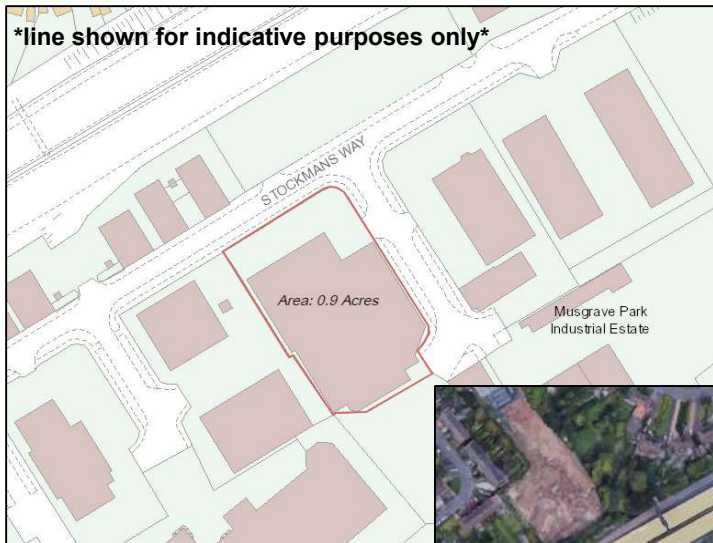 *line shown for indicative purposes only*
STOCKMANS WAY
Area: 0.9 Acres
Musgrave Park
Industrial Estate